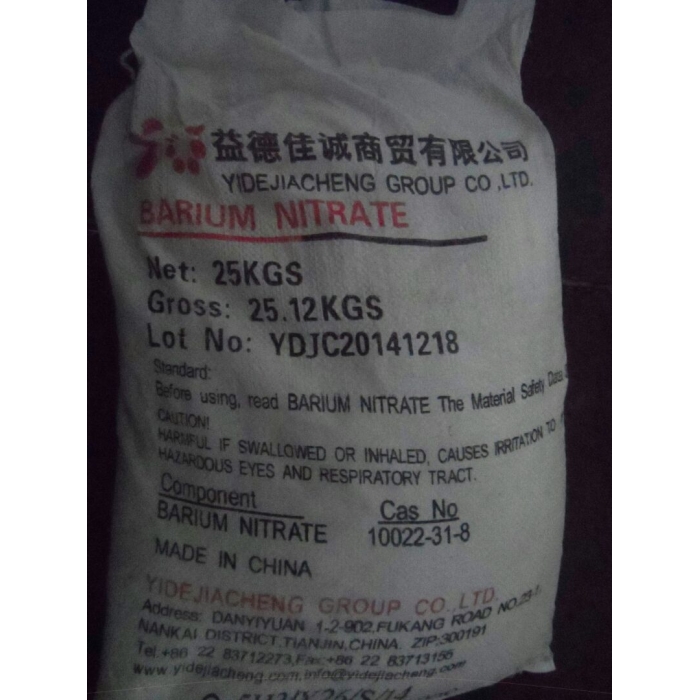 益德佳诚商贸有限公司
YIDEJIACHENG GROUP CO.,LTD.
BARIUM NITRATE
Net: 25KGS
Gross: 25.12KGS
Lot No: YDJC20141218
Standard:
Before using, read BARIUM NITRATE The Material Safety Data
CAUTION!
HARMFUL IF SWALLOWED OR INHALED, CAUSES IRRITATION TO
HAZARDOUS EYES AND RESPIRATORY TRACT.
Component Cas No
BARIUM NITRATE 10022-31-8
MADE IN CHINA
YIDEJIACHENG GROUP CO.,LTD.
Address: DANYIYUAN 1-2-902,FUKANG ROAD NO.23-1,
NANKAI DISTRICT,TIANJIN,CHINA. ZIP:300191
Tel.+86 22 83712273,Fax:+86 22 83713155
www.yidejiacheng.com,info@yidejiacheng.com